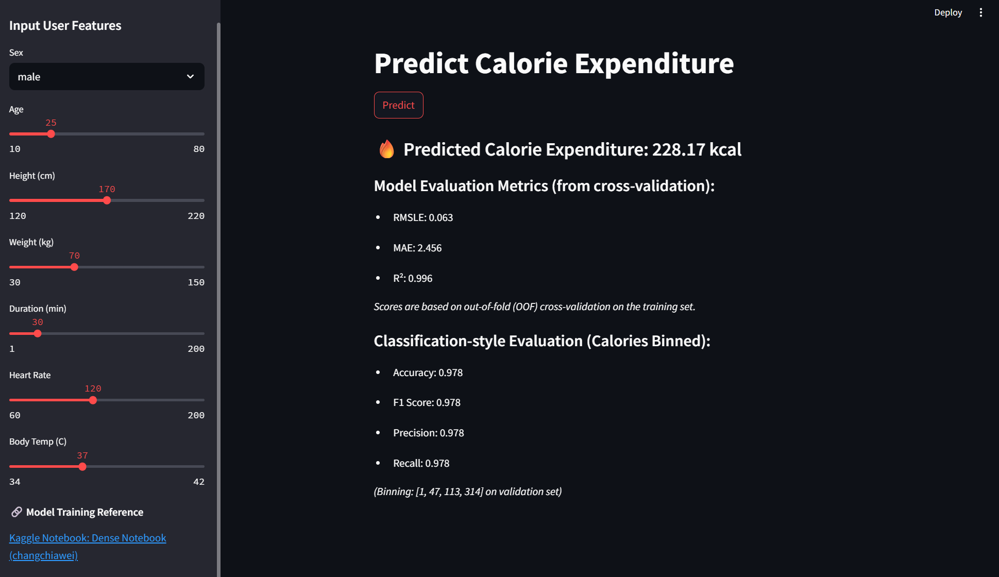 Input User Features
Sex
male
Age
25
10 80
Height (cm)
170
120 220
Weight (kg)
70
30 150
Duration (min)
30
1 200
Heart Rate
120
60 200
Body Temp (C)
37
34 42
Model Training Reference
Kaggle Notebook: Dense Notebook
(changchiawei)
Deploy
Predict Calorie Expenditure
Predict
Predicted Calorie Expenditure: 228.17 kcal
Model Evaluation Metrics (from cross-validation):
• RMSLE: 0.063
• MAE: 2.456
• R²: 0.996
Scores are based on out-of-fold (OOF) cross-validation on the training set.
Classification-style Evaluation (Calories Binned):
• Accuracy: 0.978
• F1 Score: 0.978
• Precision: 0.978
• Recall: 0.978
(Binning: [1, 47, 113, 314] on validation set)